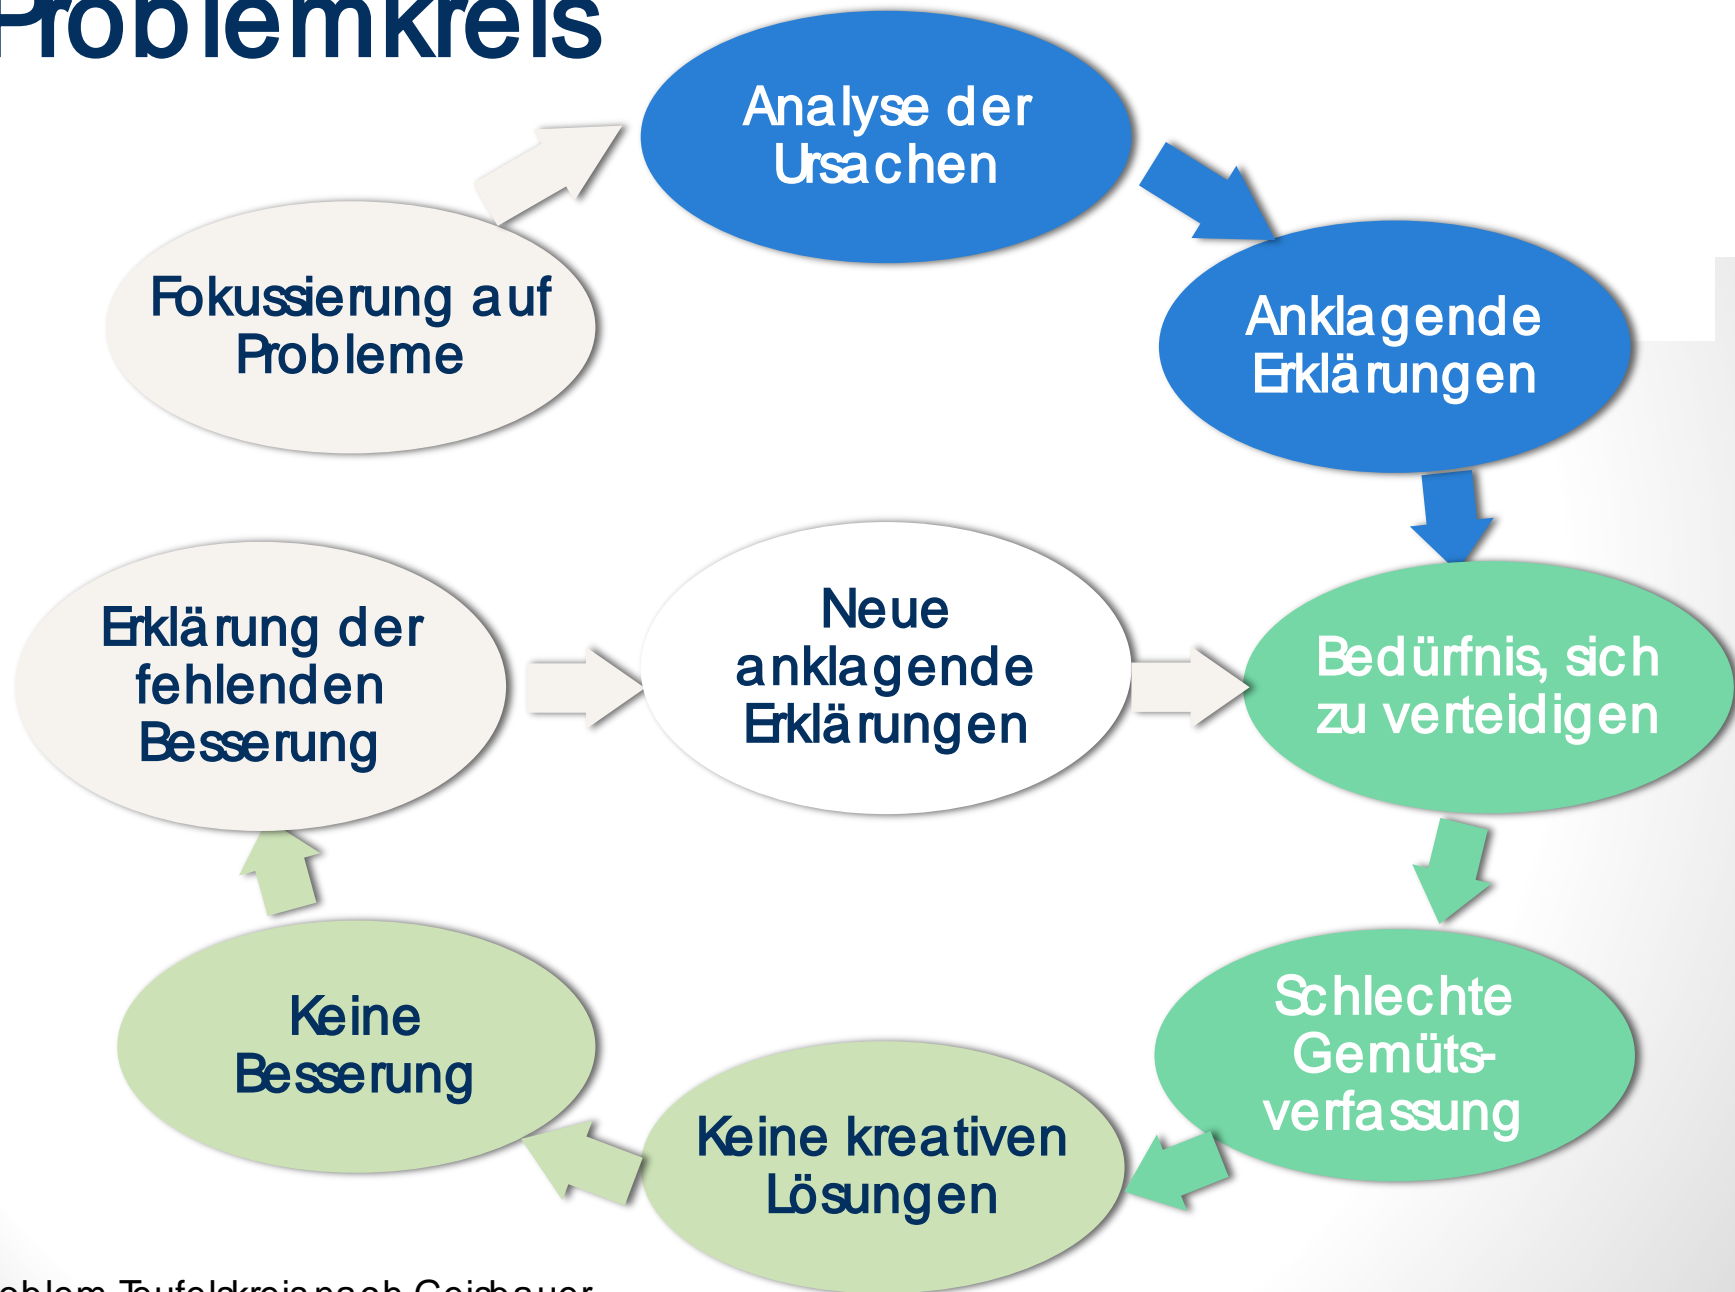 Problemkreis
Analyse der
Ursachen
Fokussierung auf
Probleme
Anklagende
Erklärungen
Erklärung der
fehlenden
Besserung
Neue
anklagende
Erklärungen
Bedürfnis, sich
zu verteidigen
Keine
Besserung
Keine kreativen
Lösungen
Schlechte
Gemüts-
verfassung
Teufelskreis nach Geisbauer